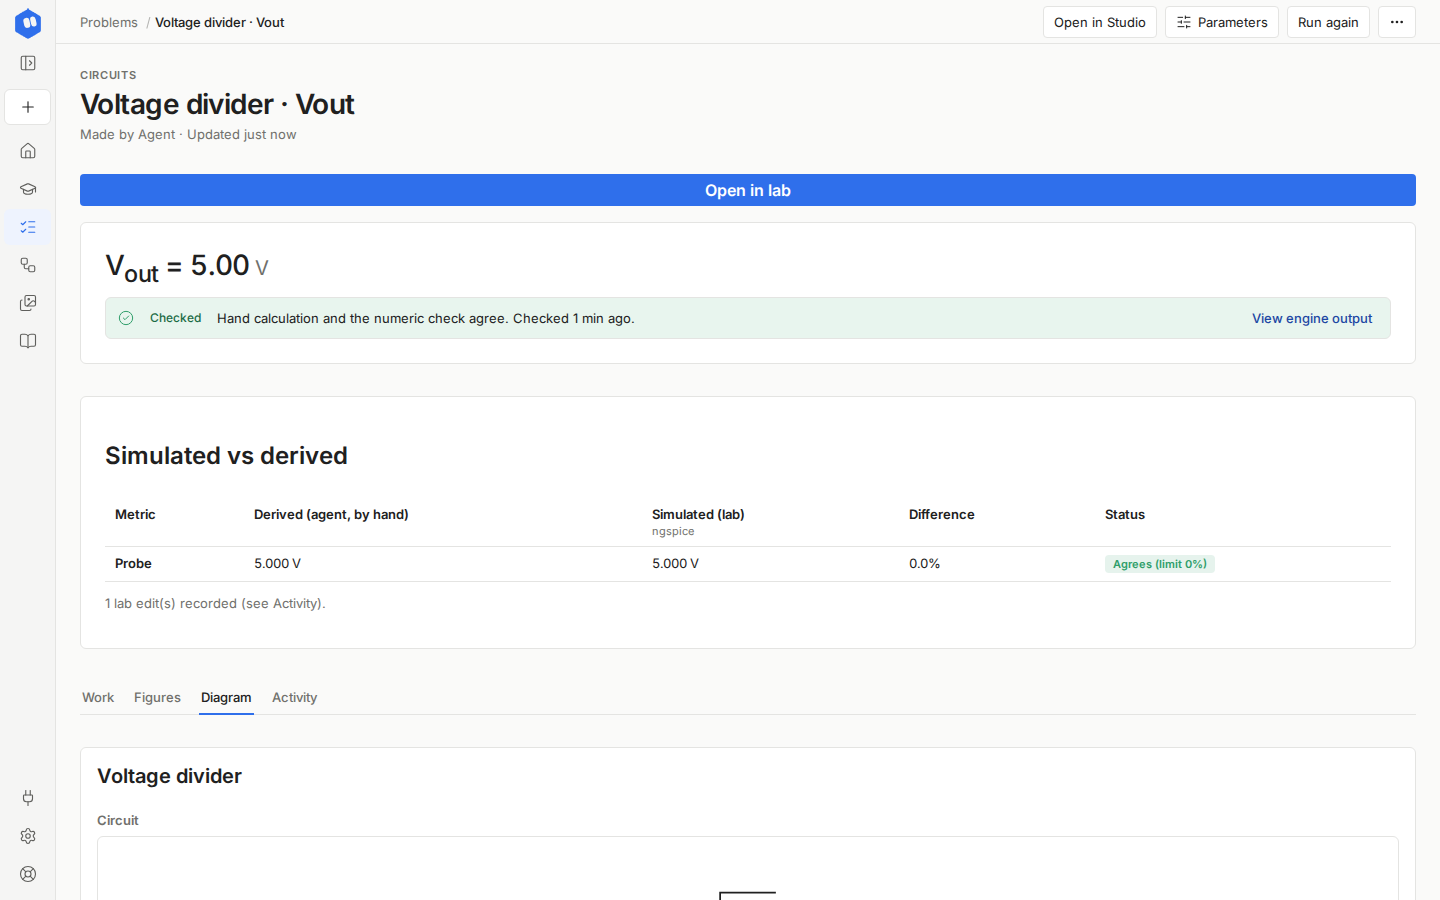 Problems / Voltage divider · Vout
Open in Studio
Parameters
Run again
CIRCUITS
Voltage divider · Vout
Made by Agent · Updated just now
Open in lab
Vout = 5.00 V
Checked Hand calculation and the numeric check agree. Checked 1 min ago. View engine output
Simulated vs derived
Metric Derived (agent, by hand) Simulated (lab) Difference Status
ngspice
Probe 5.000 V 5.000 V 0.0% Agrees (limit 0%)
1 lab edit(s) recorded (see Activity).
Work Figures Diagram Activity
Voltage divider
Circuit